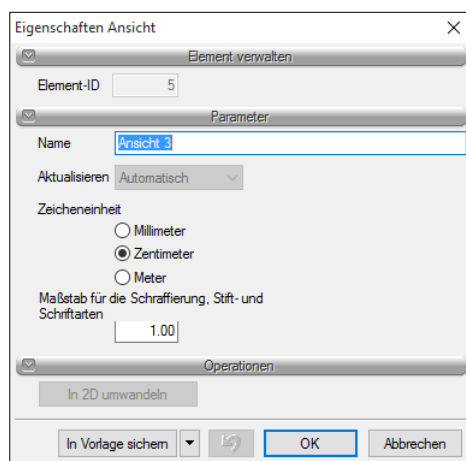 Eigenschaften Ansicht
Element verwalten
Element-ID 5
Parameter
Name Ansicht 3
Aktualisieren Automatisch
Zeicheneinheit
Millimeter
Zentimeter
Meter
Maßstab für die Schraffierung, Stift- und
Schriftarten
1.00
Operationen
In 2D umwandeln
In Vorlage sichern OK Abbrechen